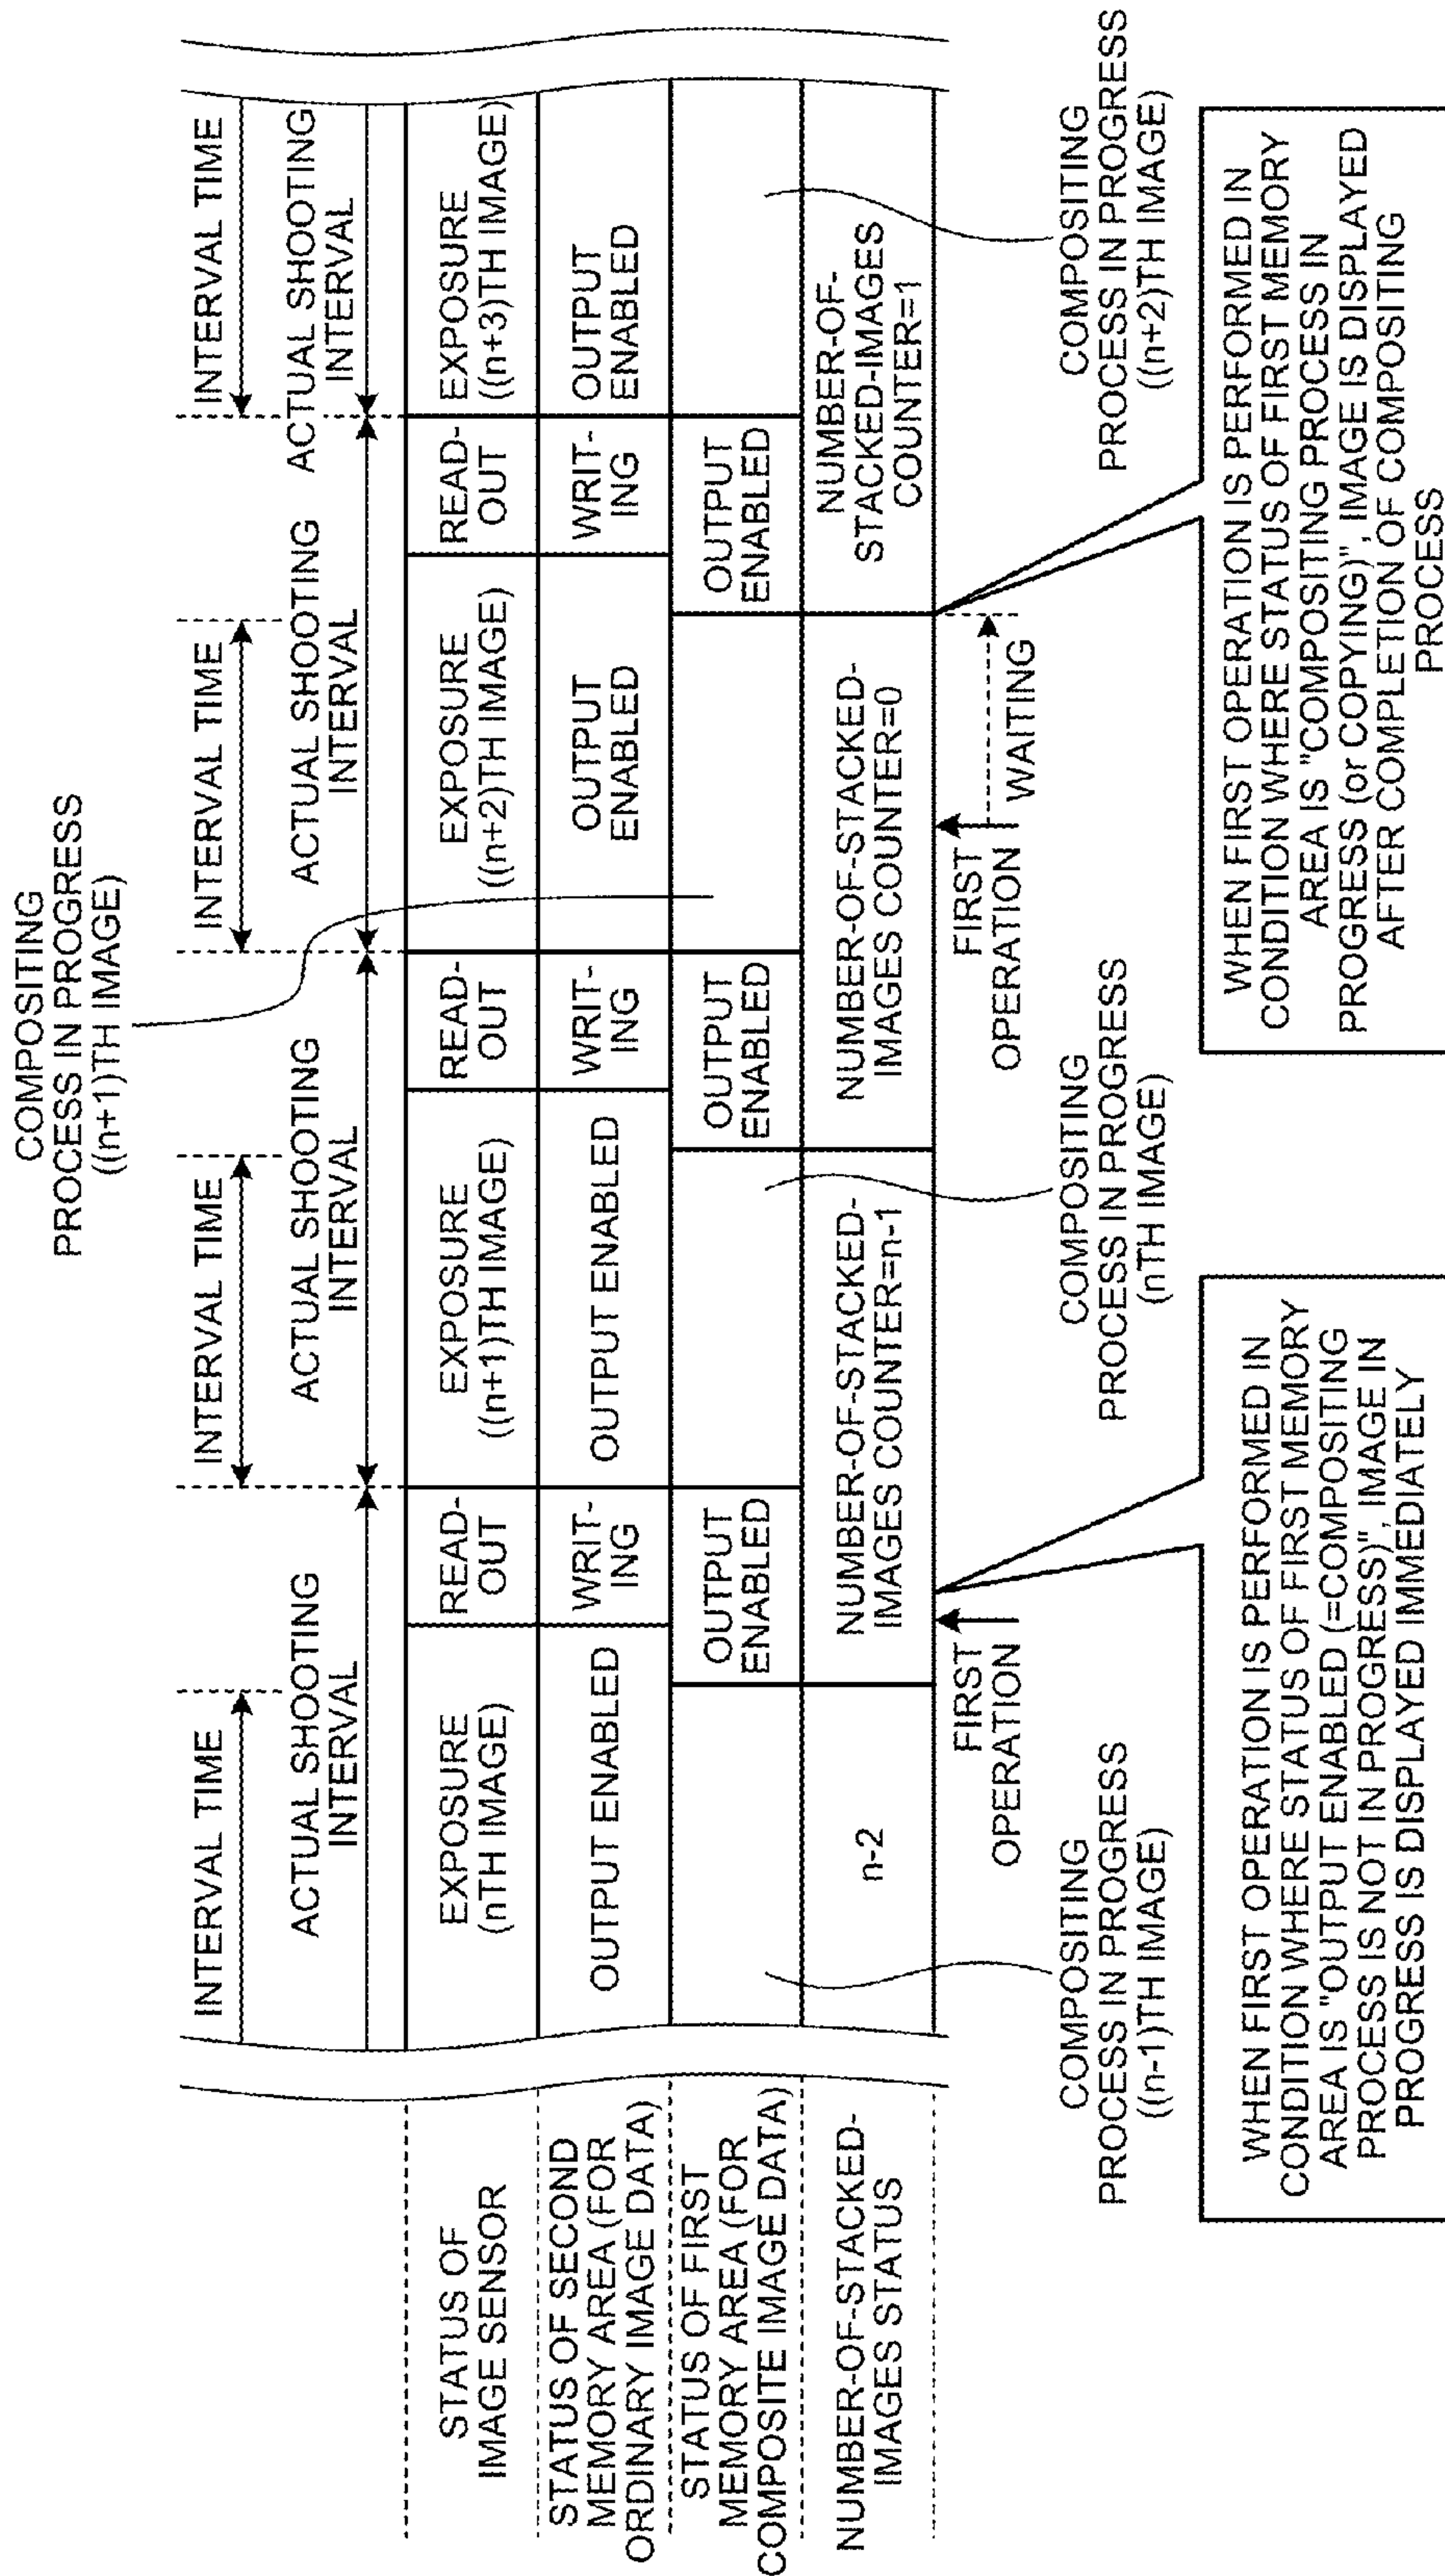 COMPOSITING
PROCESS IN PROGRESS
((n+1)TH IMAGE)
INTERVAL TIME
INTERVAL TIME
INTERVAL TIME
INTERVAL TIME
ACTUAL SHOOTING
INTERVAL
ACTUAL SHOOTING
INTERVAL
ACTUAL SHOOTING
INTERVAL
ACTUAL SHOOTING
INTERVAL
STATUS OF
IMAGE SENSOR
EXPOSURE
(nTH IMAGE)
READ-
OUT
EXPOSURE
((n+1)TH IMAGE)
READ-
OUT
EXPOSURE
((n+2)TH IMAGE)
READ-
OUT
EXPOSURE
((n+3)TH IMAGE)
STATUS OF SECOND
MEMORY AREA (FOR
ORDINARY IMAGE DATA)
OUTPUT ENABLED
WRIT-
ING
OUTPUT ENABLED
WRIT-
ING
OUTPUT
ENABLED
WRIT-
ING
OUTPUT
ENABLED
STATUS OF FIRST
MEMORY AREA (FOR
COMPOSITE IMAGE DATA)
OUTPUT
ENABLED
OUTPUT
ENABLED
OUTPUT
ENABLED
NUMBER-OF-STACKED-
IMAGES STATUS
n-2
NUMBER-OF-STACKED-
IMAGES COUNTER=n-1
NUMBER-OF-STACKED-
IMAGES COUNTER=0
NUMBER-OF-
STACKED-IMAGES
COUNTER=1
FIRST
OPERATION
FIRST
OPERATION
WAITING
COMPOSITING
PROCESS IN PROGRESS
((n-1)TH IMAGE)
COMPOSITING
PROCESS IN PROGRESS
(nTH IMAGE)
COMPOSITING
PROCESS IN PROGRESS
((n+2)TH IMAGE)
WHEN FIRST OPERATION IS PERFORMED IN
CONDITION WHERE STATUS OF FIRST MEMORY
AREA IS "OUTPUT ENABLED (=COMPOSITING
PROCESS IS NOT IN PROGRESS)", IMAGE IN
PROGRESS IS DISPLAYED IMMEDIATELY
WHEN FIRST OPERATION IS PERFORMED IN
CONDITION WHERE STATUS OF FIRST MEMORY
AREA IS "COMPOSITING PROCESS IN
PROGRESS (or COPYING)", IMAGE IS DISPLAYED
AFTER COMPLETION OF COMPOSITING
PROCESS